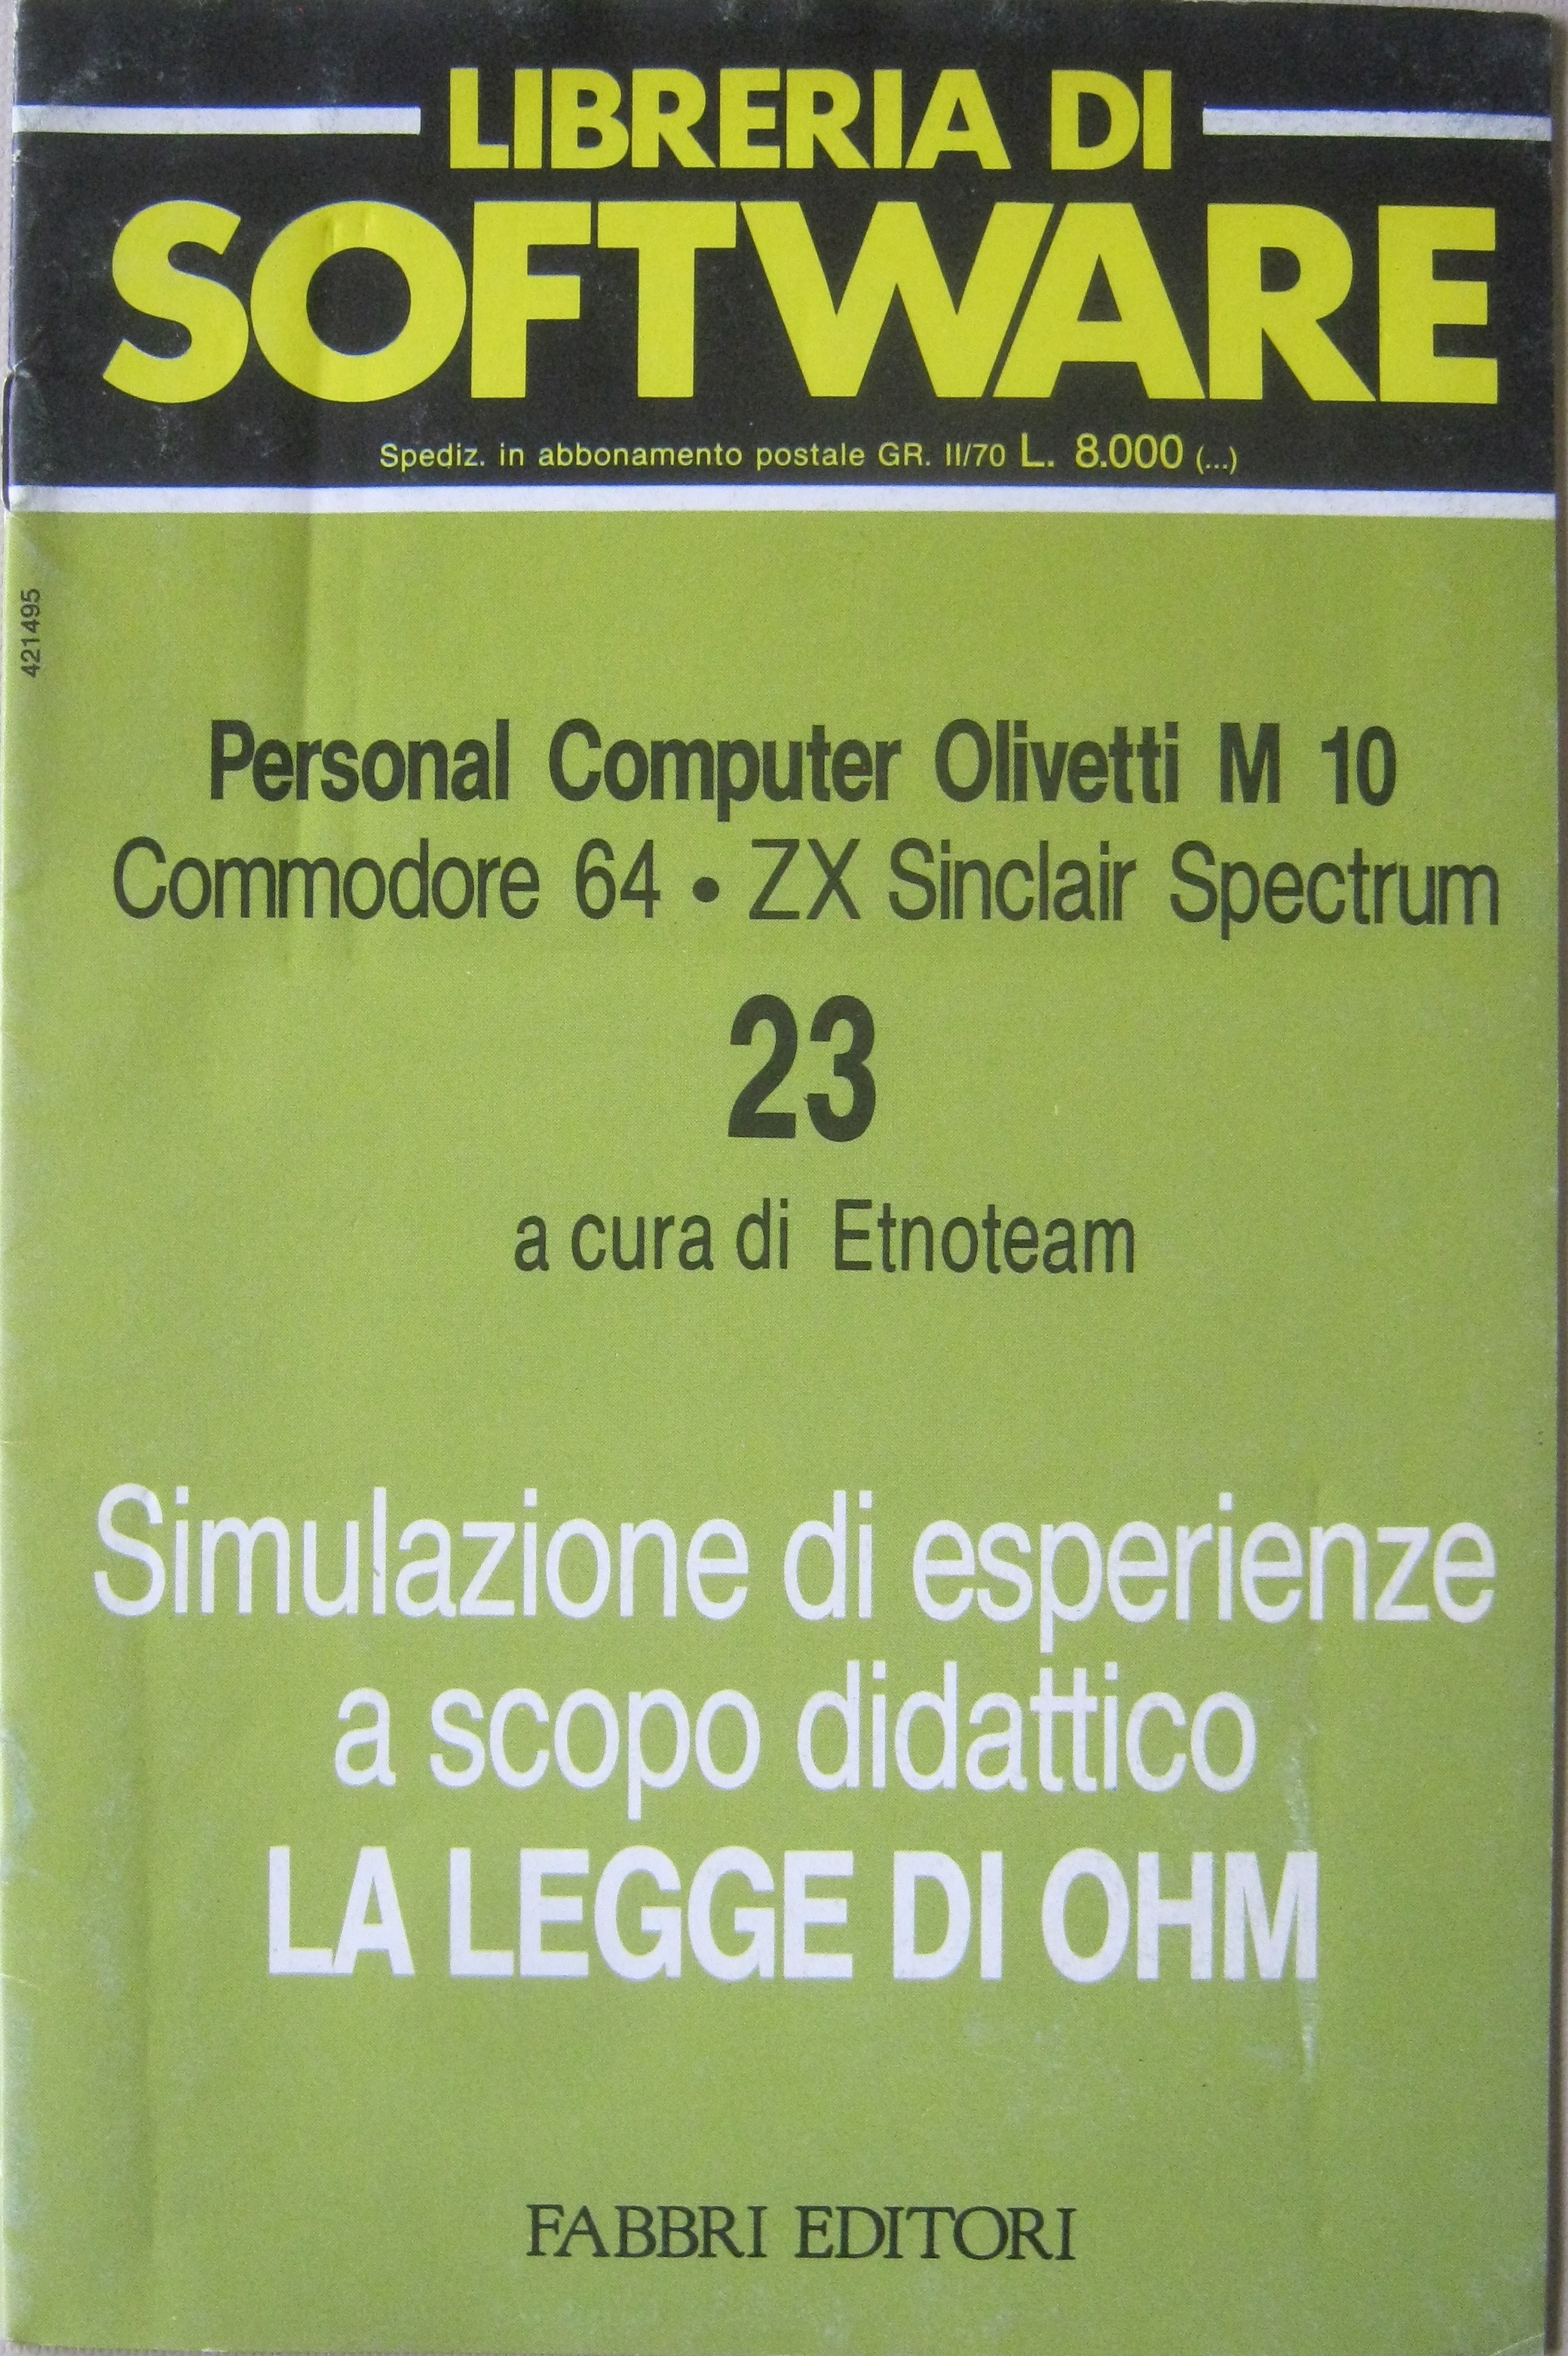 LIBRERIA DI
SOFTWARE
Spediz. in abbonamento postale GR. II/70 L. 8.000 (...)
421495
Personal Computer Olivetti M 10
Commodore 64 • ZX Sinclair Spectrum
23
a cura di Etnoteam
Simulazione di esperienze
a scopo didattico
LA LEGGE DI OHM
FABBRI EDITORI